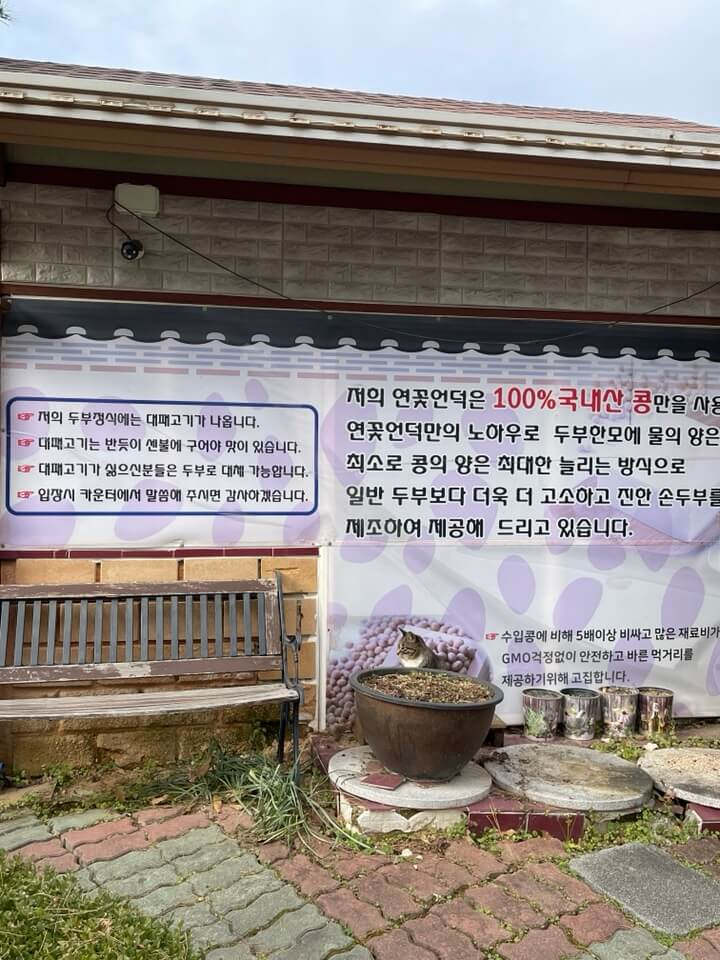 ☞ 저의 두부정식에는 대패고기가 나옵니다.
☞ 대패고기는 반듯이 센불에 구어야 맛이 있습니다.
☞ 대패고기가 싫으신분들은 두부로 대체 가능합니다.
☞ 입장시 카운터에서 말씀해 주시면 감사하겠습니다.
저의 연꽃언덕은 100%국내산 콩만을 사용
연꽃언덕만의 노하우로 두부안모에 물의 양은
최소로 콩의 양은 최대안 늘리는 방식으로
일반 두부보다 더욱 더 고소하고 진한 손두부를
제조하여 제공해 드리고 있습니다.
☞ 수입콩에 비해 5배이상 비싸고 많은 재료비가
GMO걱정없이 안전하고 바른 먹거리를
제공하기위해 고집합니다.